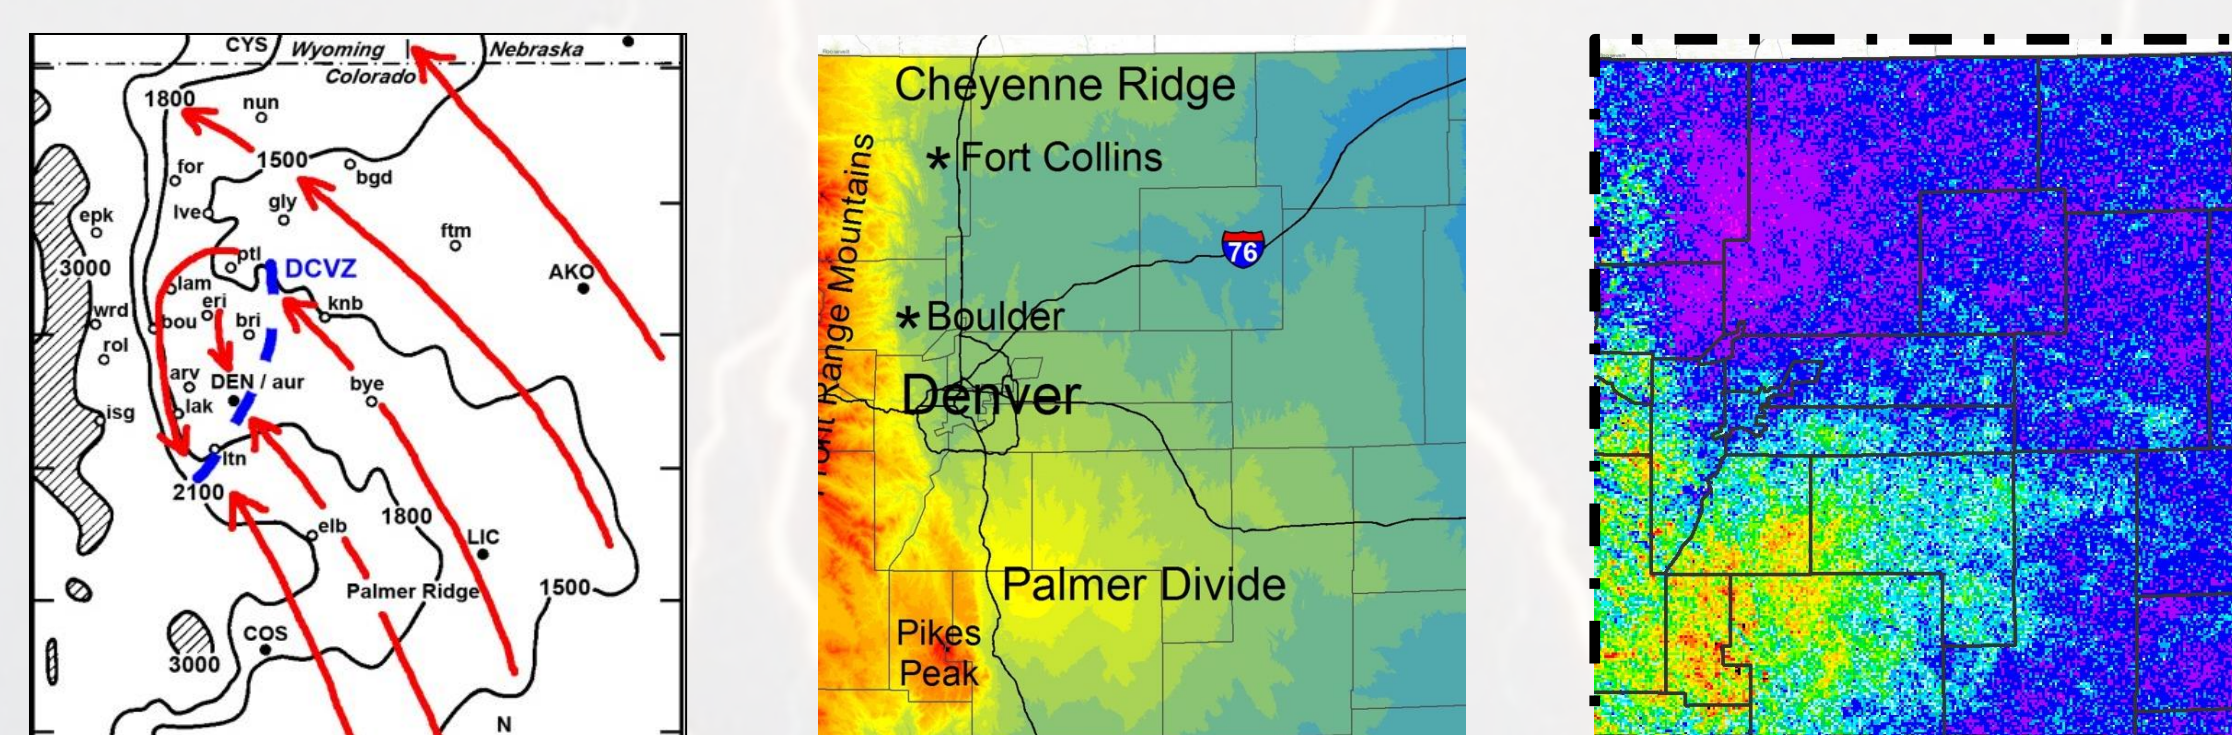 CYS
Wyoming
Nebraska
Colorado
1800
nun
1500
for
bgd
lve
gly
epk
ftm
ptl
3000
DCVZ
AKO
lam
eri
knb
wrd
bou
bri
rol
arv
DEN / aur
bye
lak
isg
ltn
2100
1800
elb
LIC
Palmer Ridge
1500
COS
3000
N
Cheyenne Ridge
Fort Collins
Front Range Mountains
76
Boulder
Denver
Palmer Divide
Pikes
Peak